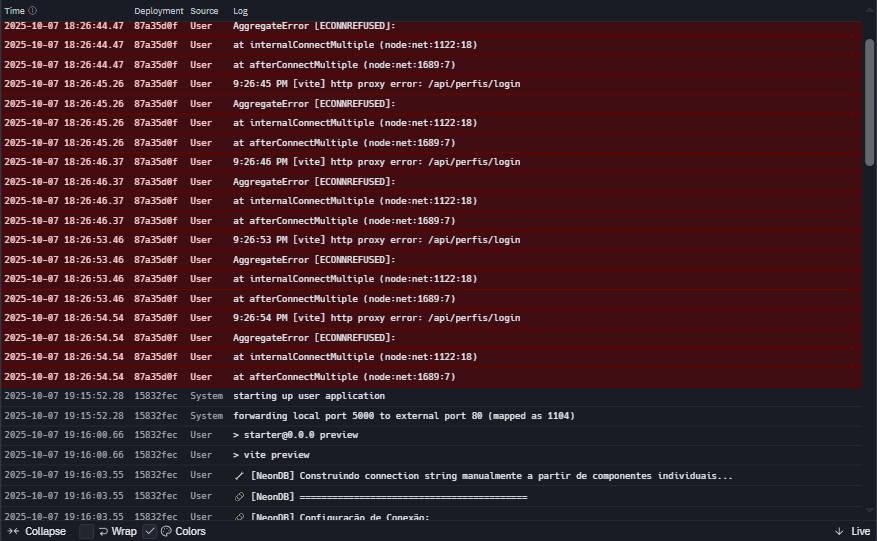 Time Deployment Source Log
2025-10-07 18:26:44.47 87a35d0f User AggregateError [ECONNREFUSED]:
2025-10-07 18:26:44.47 87a35d0f User at internalConnectMultiple (node:net:1122:18)
2025-10-07 18:26:44.47 87a35d0f User at afterConnectMultiple (node:net:1689:7)
2025-10-07 18:26:45.26 87a35d0f User 9:26:45 PM [vite] http proxy error: /api/perfis/login
2025-10-07 18:26:45.26 87a35d0f User AggregateError [ECONNREFUSED]:
2025-10-07 18:26:45.26 87a35d0f User at internalConnectMultiple (node:net:1122:18)
2025-10-07 18:26:45.26 87a35d0f User at afterConnectMultiple (node:net:1689:7)
2025-10-07 18:26:46.37 87a35d0f User 9:26:46 PM [vite] http proxy error: /api/perfis/login
2025-10-07 18:26:46.37 87a35d0f User AggregateError [ECONNREFUSED]:
2025-10-07 18:26:46.37 87a35d0f User at internalConnectMultiple (node:net:1122:18)
2025-10-07 18:26:46.37 87a35d0f User at afterConnectMultiple (node:net:1689:7)
2025-10-07 18:26:53.46 87a35d0f User 9:26:53 PM [vite] http proxy error: /api/perfis/login
2025-10-07 18:26:53.46 87a35d0f User AggregateError [ECONNREFUSED]:
2025-10-07 18:26:53.46 87a35d0f User at internalConnectMultiple (node:net:1122:18)
2025-10-07 18:26:53.46 87a35d0f User at afterConnectMultiple (node:net:1689:7)
2025-10-07 18:26:54.54 87a35d0f User 9:26:54 PM [vite] http proxy error: /api/perfis/login
2025-10-07 18:26:54.54 87a35d0f User AggregateError [ECONNREFUSED]:
2025-10-07 18:26:54.54 87a35d0f User at internalConnectMultiple (node:net:1122:18)
2025-10-07 18:26:54.54 87a35d0f User at afterConnectMultiple (node:net:1689:7)
2025-10-07 19:15:52.28 15832fec System starting up user application
2025-10-07 19:15:52.28 15832fec System forwarding local port 5000 to external port 80 (mapped as 1104)
2025-10-07 19:16:00.66 15832fec User > starter@0.0.0 preview
2025-10-07 19:16:00.66 15832fec User > vite preview
2025-10-07 19:16:03.55 15832fec User [NeonDB] Construindo connection string manualmente a partir de componentes individuais...
2025-10-07 19:16:03.55 15832fec User [NeonDB] ==========================================
2025-10-07 19:16:03.55 15832fec User [NeonDB] Configuração de Conexão:
Collapse Wrap Colors Live